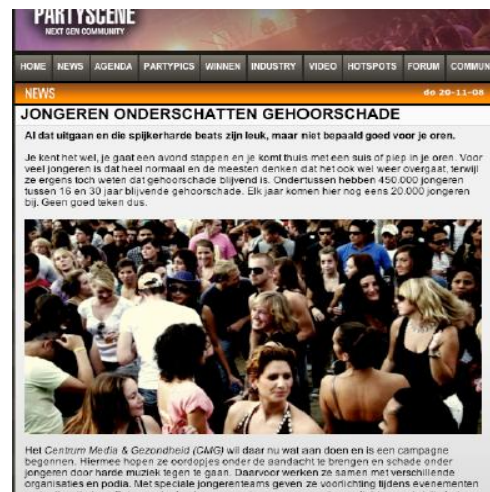 PARTYSCENE
NEXT GEN COMMUNITY
HOME NEWS AGENDA PARTYPICS WINNEN INDUSTRY VIDEO HOTSPOTS FORUM COMMUN
NEWS do 20-11-08
JONGEREN ONDERSCHATTEN GEHOORSCHADE
Al dat uitgaan en die spijkerharde beats zijn leuk, maar niet bepaald goed voor je oren.
Je kent het wel, je gaat een avond stappen en je komt thuis met een suis of piep in je oren. Voor
veel jongeren is dat heel normaal en de meesten denken dat het ook wel weer overgaat, terwijl
ze ergens toch weten dat gehoorschade blijvend is. Ondertussen hebben 450.000 jongeren
tussen 16 en 30 jaar blijvende gehoorschade. Elk jaar komen hier nog eens 20.000 jongeren
bij. Geen goed teken dus.
Het Centrum Media & Gezondheid (CMG) wil daar nu wat aan doen en is een campagne
begonnen. Hiermee hopen ze oordopjes onder de aandacht te brengen en schade onder
jongeren door harde muziek tegen te gaan. Daarvoor werken ze samen met verschillende
organisaties en podia. Met speciale jongerenteams geven ze voorlichting tijdens evenementen